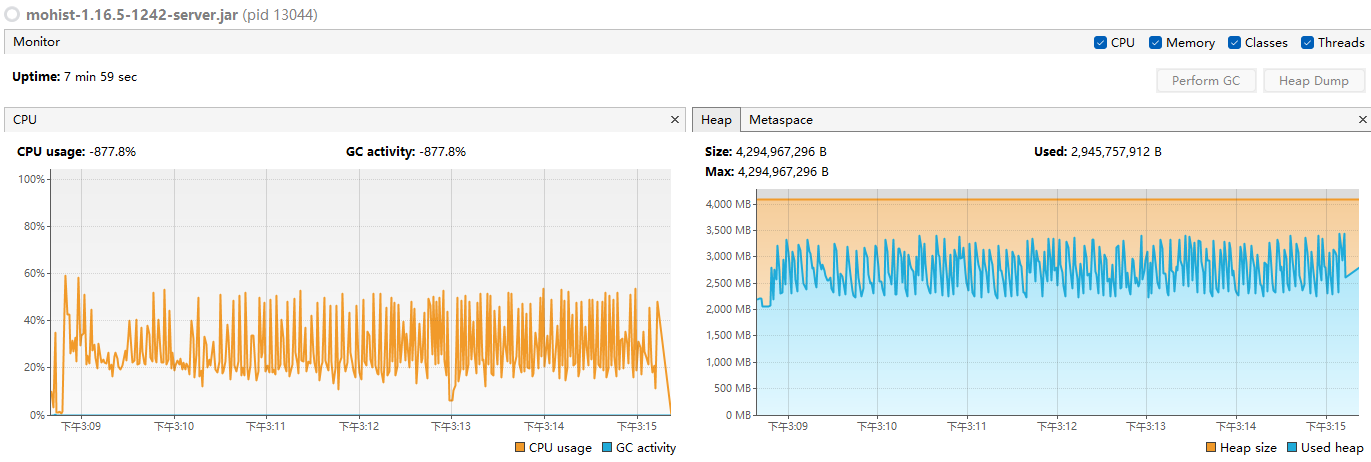 mohist-1.16.5-1242-server.jar (pid 13044)
Monitor
CPU Memory Classes Threads
Uptime: 7 min 59 sec
Perform GC Heap Dump
CPU ×
CPU usage: -877.8% GC activity: -877.8%
100%
80%
60%
40%
20%
0%
下午3:09 下午3:10 下午3:11 下午3:12 下午3:13 下午3:14 下午3:15
CPU usage GC activity
Heap Metaspace ×
Size: 4,294,967,296 B Used: 2,945,757,912 B
Max: 4,294,967,296 B
4,000 MB
3,500 MB
3,000 MB
2,500 MB
2,000 MB
1,500 MB
1,000 MB
500 MB
0 MB
下午3:09 下午3:10 下午3:11 下午3:12 下午3:13 下午3:14 下午3:15
Heap size Used heap